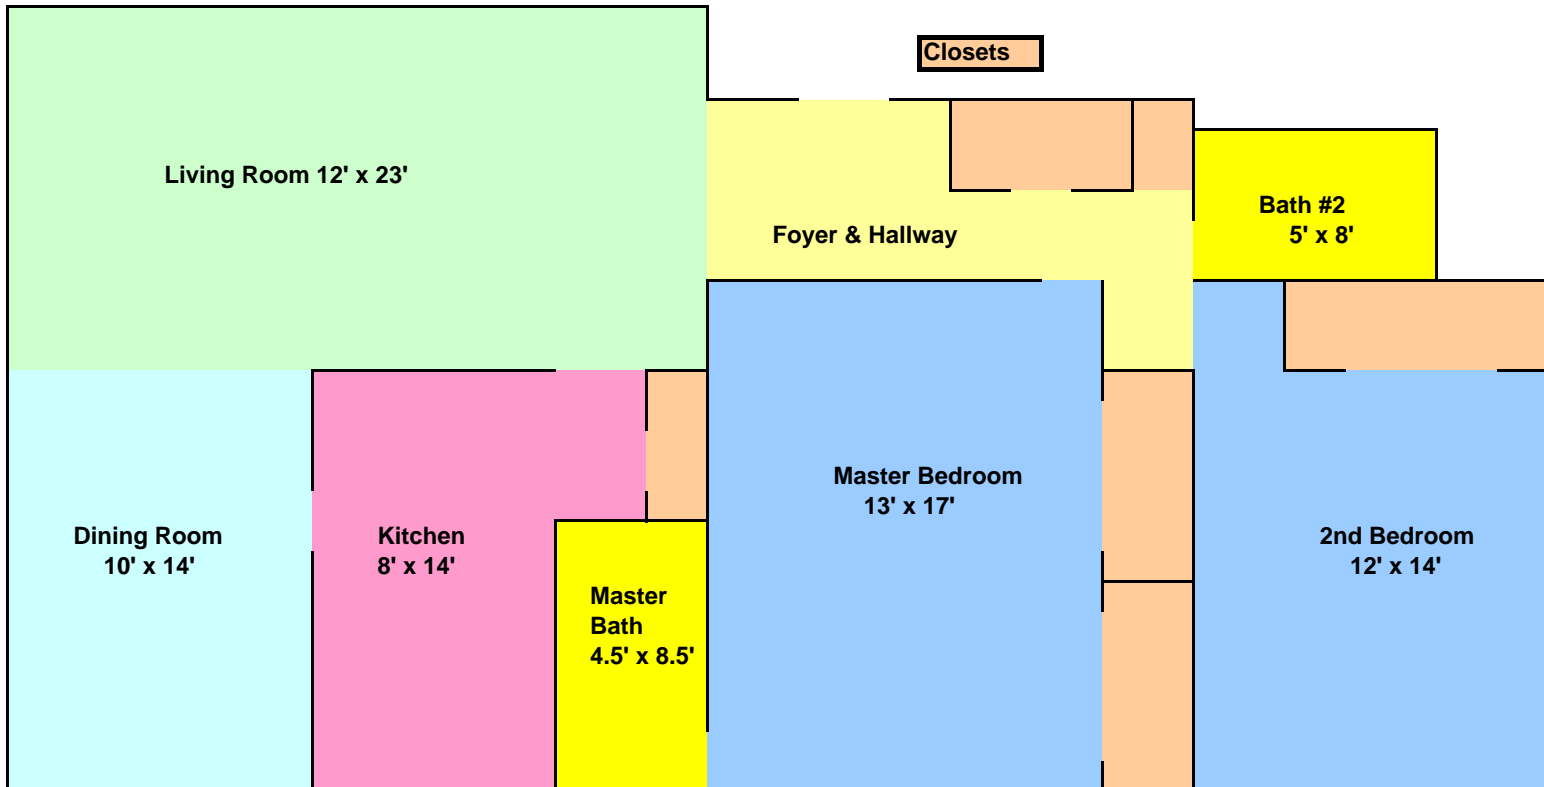 Closets
Living Room 12' x 23'
Bath #2
5' x 8'
Foyer & Hallway
Master Bedroom
13' x 17'
Dining Room
10' x 14'
Kitchen
8' x 14'
2nd Bedroom
12' x 14'
Master
Bath
4.5' x 8.5'